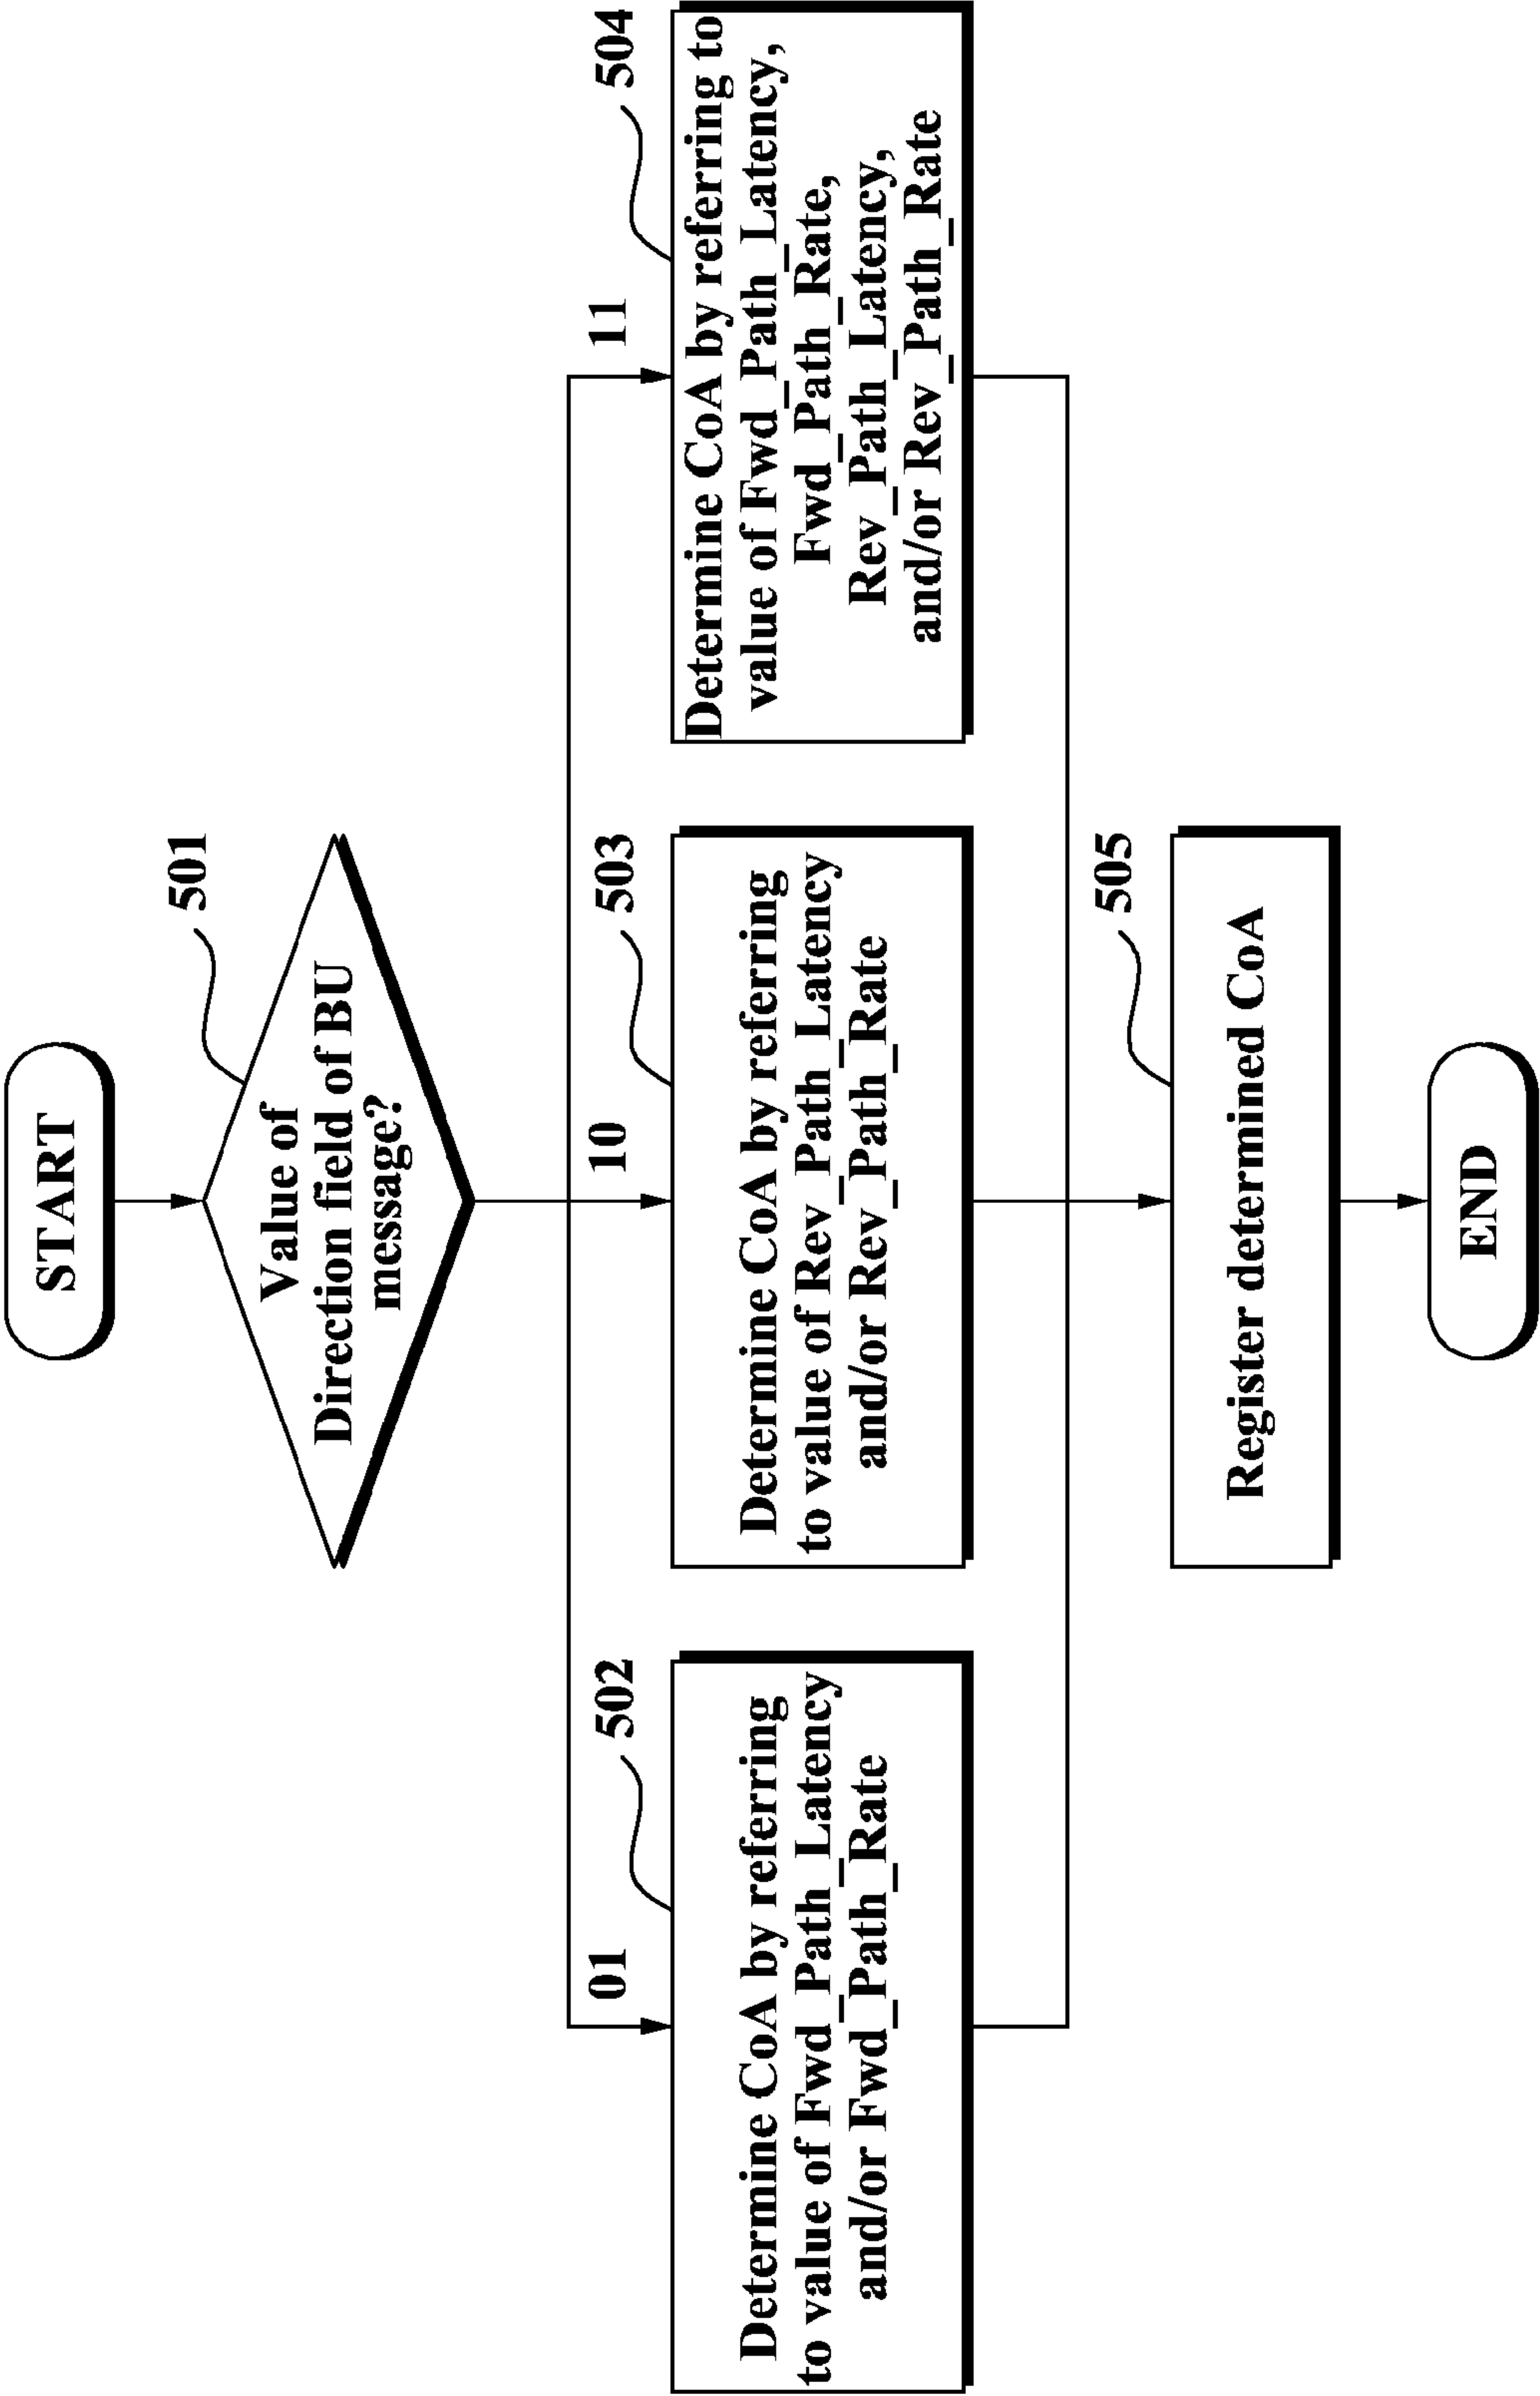 START
501
Value of
Direction field of BU
message?
01
502
Determine CoA by referring
to value of Fwd_Path_Latency
and/or Fwd_Path_Rate
10
503
Determine CoA by referring
to value of Rev_Path_Latency
and/or Rev_Path_Rate
11
504
Determine CoA by referring to
value of Fwd_Path_Latency,
Fwd_Path_Rate,
Rev_Path_Latency,
and/or Rev_Path_Rate
505
Register determined CoA
END